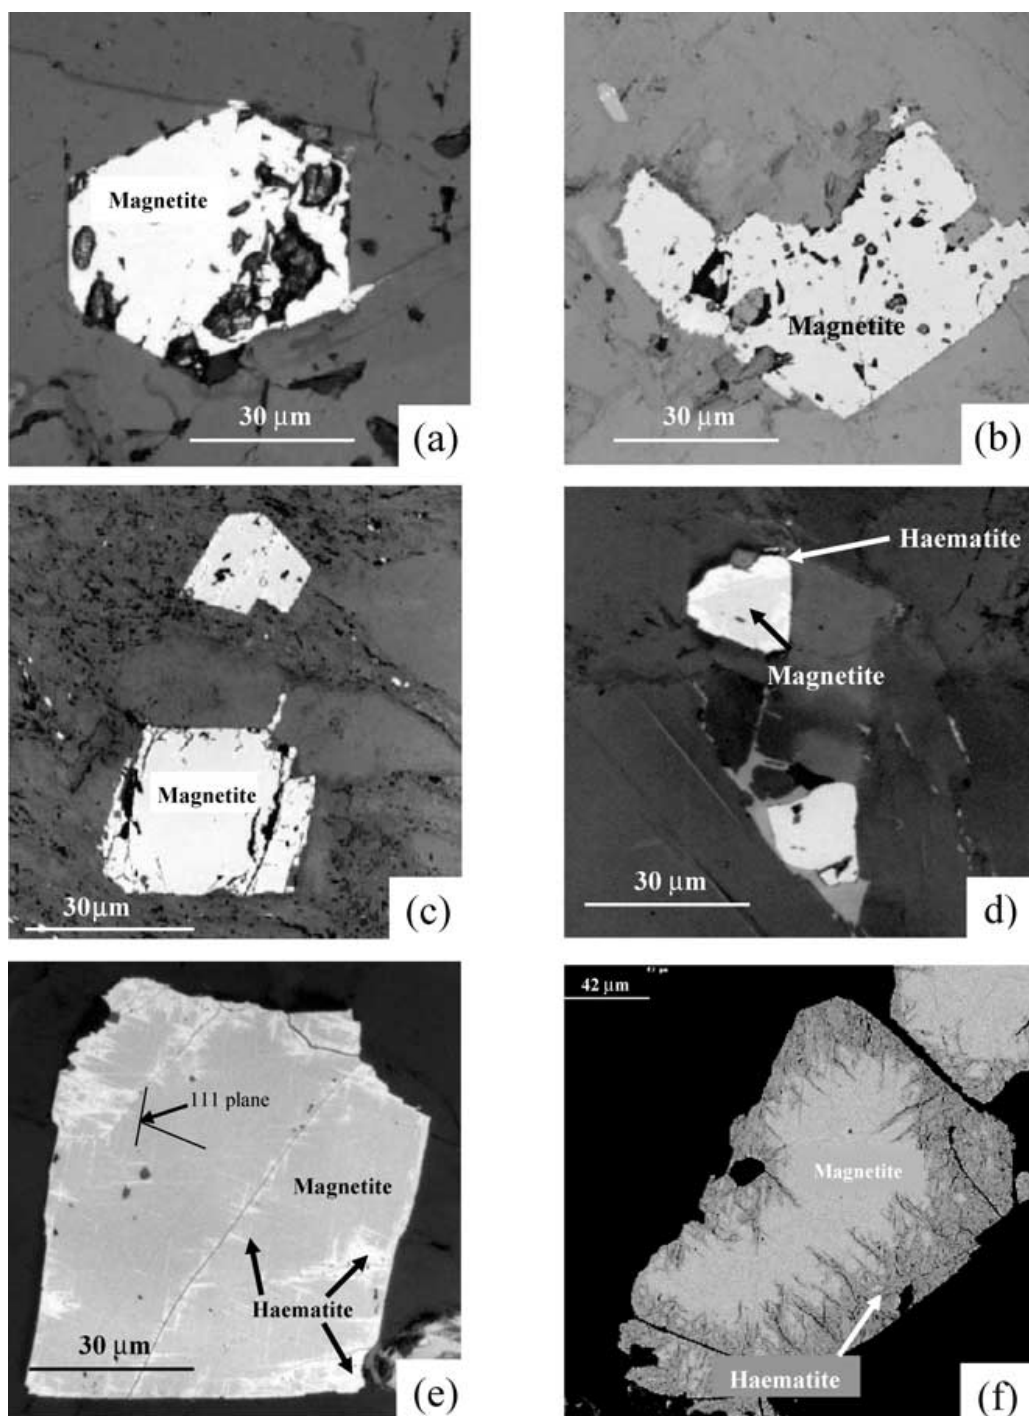 Magnetite
30 μm
(a)
Magnetite
30 μm
(b)
Magnetite
30μm
(c)
Haematite
Magnetite
30 μm
d)
111 plane
Magnetite
Haematite
30 μm
(e)
42 μm
Magnetite
Haematite
(f)